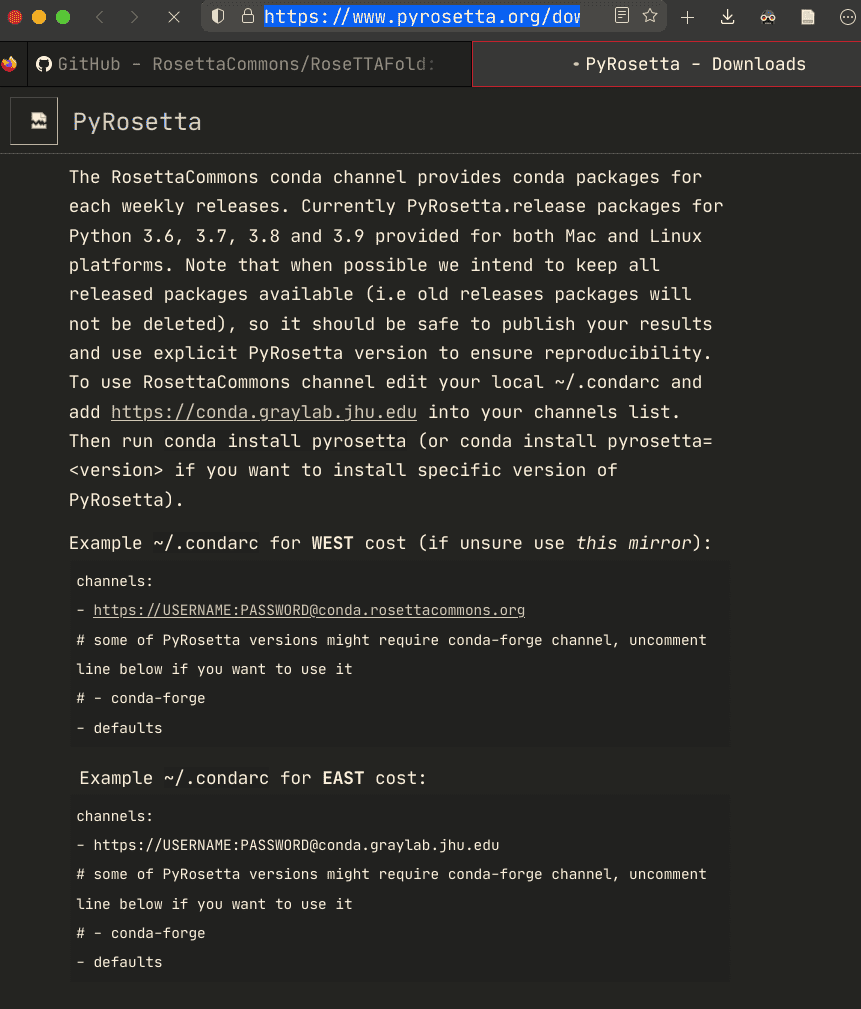 https://www.pyrosetta.org/dow
GitHub - RosettaCommons/RoseTTAFold:
PyRosetta - Downloads
PyRosetta
The RosettaCommons conda channel provides conda packages for
each weekly releases. Currently PyRosetta.release packages for
Python 3.6, 3.7, 3.8 and 3.9 provided for both Mac and Linux
platforms. Note that when possible we intend to keep all
released packages available (i.e old releases packages will
not be deleted), so it should be safe to publish your results
and use explicit PyRosetta version to ensure reproducibility.
To use RosettaCommons channel edit your local ~/.condarc and
add https://conda.graylab.jhu.edu into your channels list.
Then run conda install pyrosetta (or conda install pyrosetta=
<version> if you want to install specific version of
PyRosetta).
Example ~/.condarc for WEST cost (if unsure use this mirror):
channels:
- https://USERNAME:PASSWORD@conda.rosettacommons.org
# some of PyRosetta versions might require conda-forge channel, uncomment
line below if you want to use it
# - conda-forge
- defaults
Example ~/.condarc for EAST cost:
channels:
- https://USERNAME:PASSWORD@conda.graylab.jhu.edu
# some of PyRosetta versions might require conda-forge channel, uncomment
line below if you want to use it
# - conda-forge
- defaults